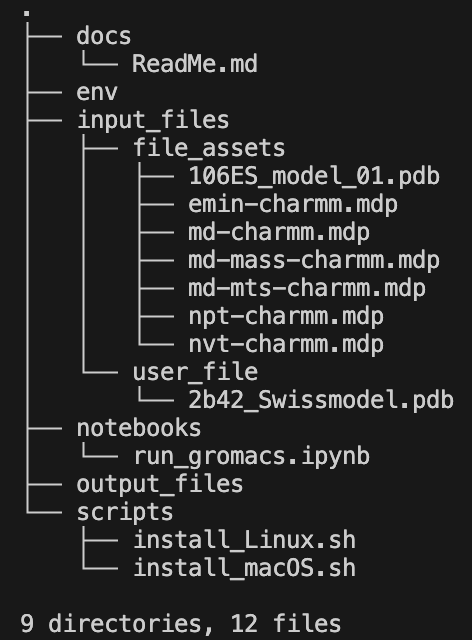 .
├── docs
│   └── ReadMe.md
├── env
├── input_files
│   ├── file_assets
│   │   ├── 106ES_model_01.pdb
│   │   ├── emin-charmm.mdp
│   │   ├── md-charmm.mdp
│   │   ├── md-mass-charmm.mdp
│   │   ├── md-mts-charmm.mdp
│   │   ├── npt-charmm.mdp
│   │   └── nvt-charmm.mdp
│   └── user_file
│       └── 2b42_Swissmodel.pdb
├── notebooks
│   └── run_gromacs.ipynb
├── output_files
└── scripts
    ├── install_Linux.sh
    └── install_macOS.sh

9 directories, 12 files